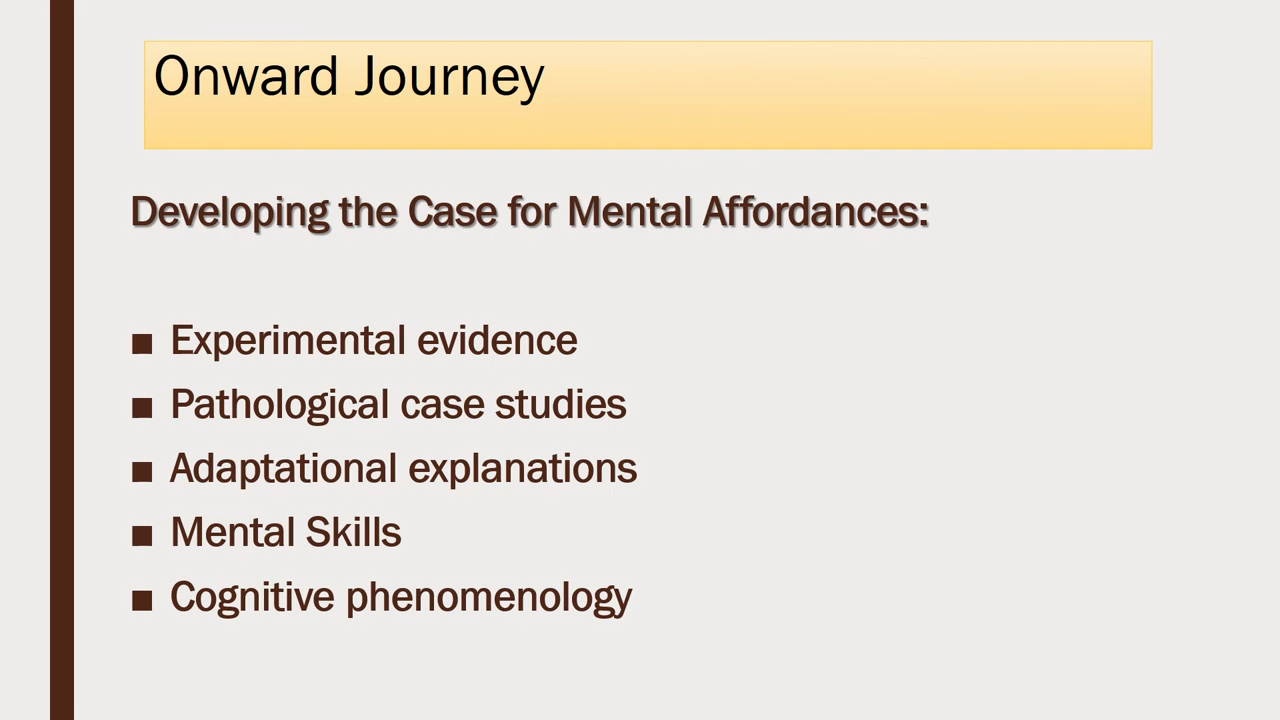 Onward Journey
Developing the Case for Mental Affordances:
■ Experimental evidence
■ Pathological case studies
■ Adaptational explanations
■ Mental Skills
■ Cognitive phenomenology